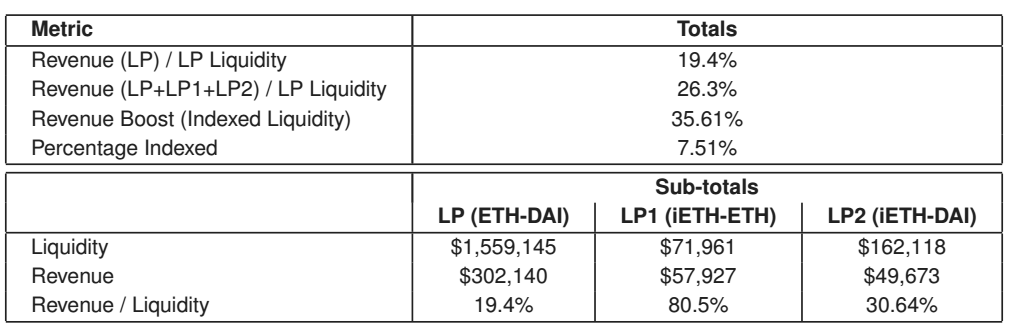 Metric Totals
Revenue (LP) / LP Liquidity 19.4%
Revenue (LP+LP1+LP2) / LP Liquidity 26.3%
Revenue Boost (Indexed Liquidity) 35.61%
Percentage Indexed 7.51%
Sub-totals
LP (ETH-DAI) LP1 (iETH-ETH) LP2 (iETH-DAI)
Liquidity $1,559,145 $71,961 $162,118
Revenue $302,140 $57,927 $49,673
Revenue / Liquidity 19.4% 80.5% 30.64%